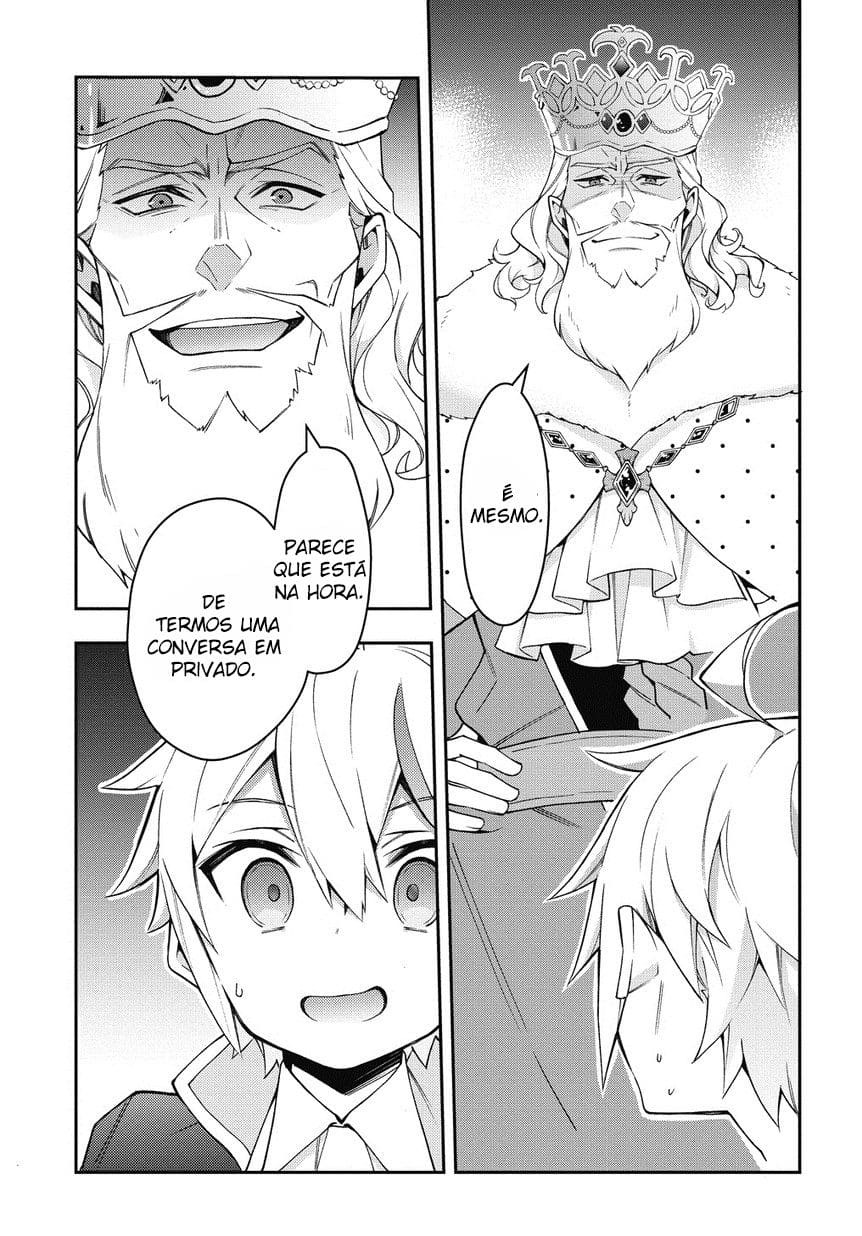 É
MESMO.
PARECE
QUE ESTÁ
NA HORA.
DE
TERMOS UMA
CONVERSA EM
PRIVADO.